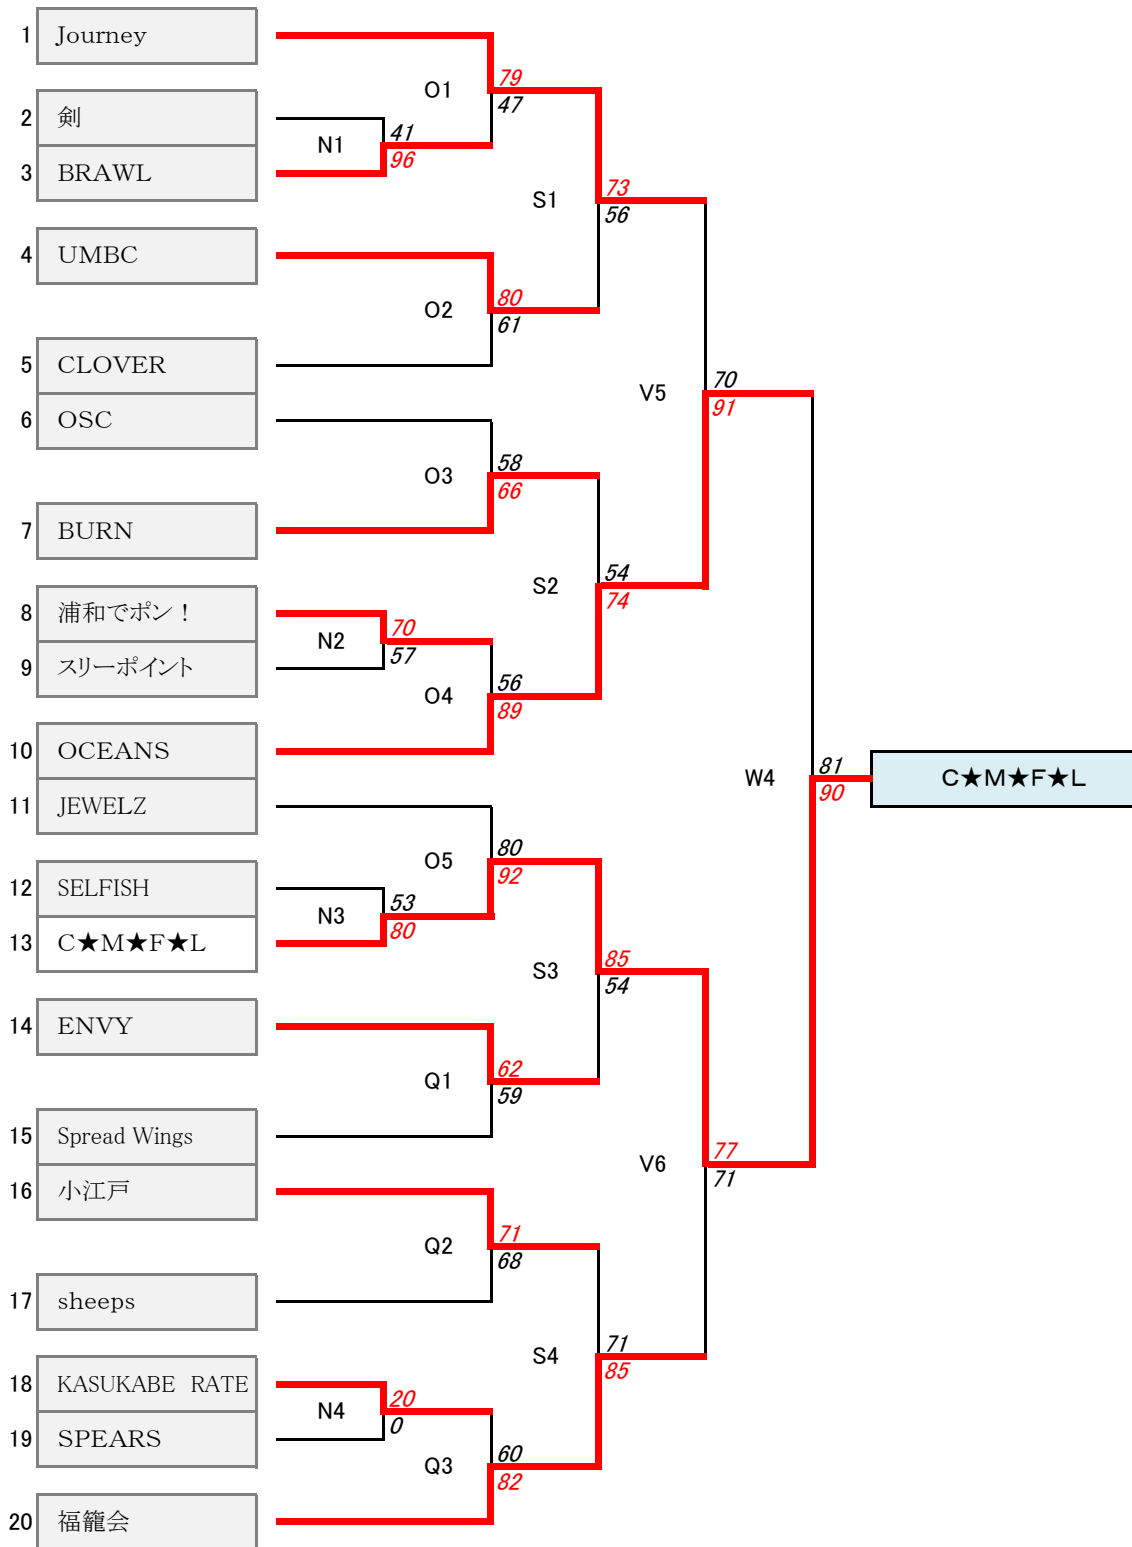 1 Journey
79
O1
47
2 剣
41
N1
96
3 BRAWL
73
S1
56
4 UMBC
80
O2
61
5 CLOVER
70
V5
91
6 OSC
58
O3
66
7 BURN
54
S2
74
8 浦和でポン！
70
N2
57
9 スリーポイント
56
O4
89
10 OCEANS
81
W4
90
C★M★F★L
11 JEWELZ
80
O5
92
12 SELFISH
53
N3
80
13 C★M★F★L
85
S3
54
14 ENVY
62
Q1
59
15 Spread Wings
77
V6
71
16 小江戸
71
Q2
68
17 sheeps
71
S4
85
18 KASUKABE RATE
20
N4
0
19 SPEARS
60
Q3
82
20 福籠会